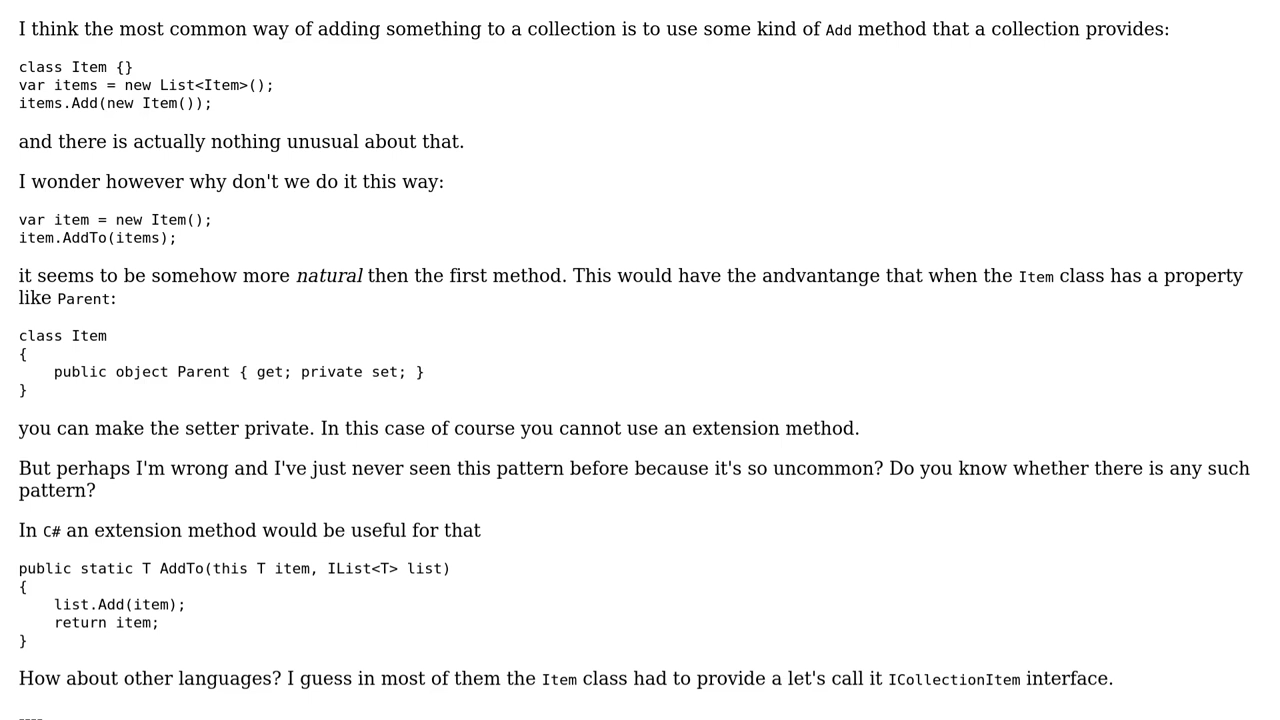 I think the most common way of adding something to a collection is to use some kind of Add method that a collection provides:
class Item {}
var items = new List<Item>();
items.Add(new Item());
and there is actually nothing unusual about that.
I wonder however why don't we do it this way:
var item = new Item();
item.AddTo(items);
it seems to be somehow more natural then the first method. This would have the andvantange that when the Item class has a property
like Parent:
class Item
{
    public object Parent { get; private set; }
}
you can make the setter private. In this case of course you cannot use an extension method.
But perhaps I'm wrong and I've just never seen this pattern before because it's so uncommon? Do you know whether there is any such
pattern?
In C# an extension method would be useful for that
public static T AddTo(this T item, IList<T> list)
{
    list.Add(item);
    return item;
}
How about other languages? I guess in most of them the Item class had to provide a let's call it ICollectionItem interface.
----